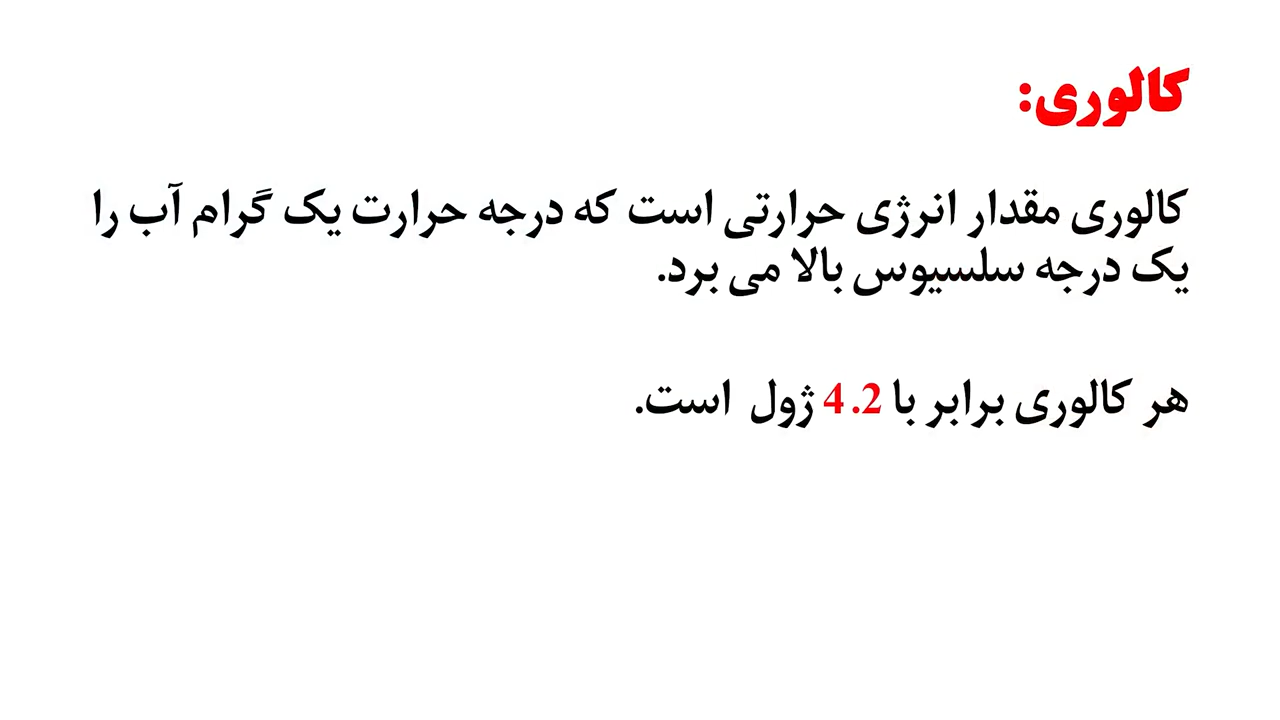 کالوری:
کالوری مقدار انرژی حرارتی است که درجه حرارت یک گرام آب را
یک درجه سلسیوس بالا می برد.
هر کالوری برابر با 4.2 ژول است.